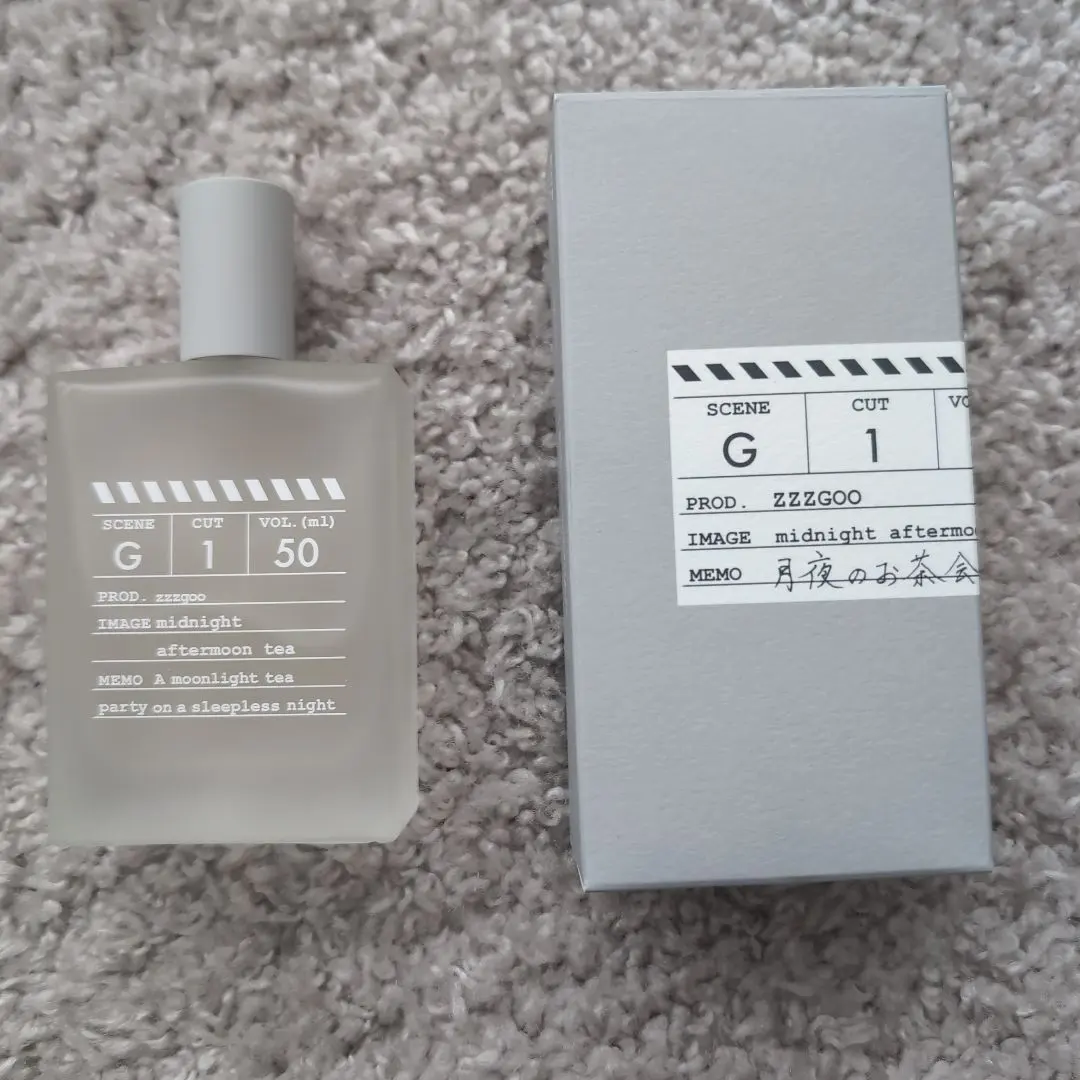 SCENE CUT VOL. (ml)
G 1 50
PROD. zzzgoo
IMAGE midnight
aftermoon tea
MEMO A moonlight tea
party on a sleepless night
SCENE CUT VO
G 1
PROD. ZZZGOO
IMAGE midnight aftermoo
MEMO 月夜のお茶会